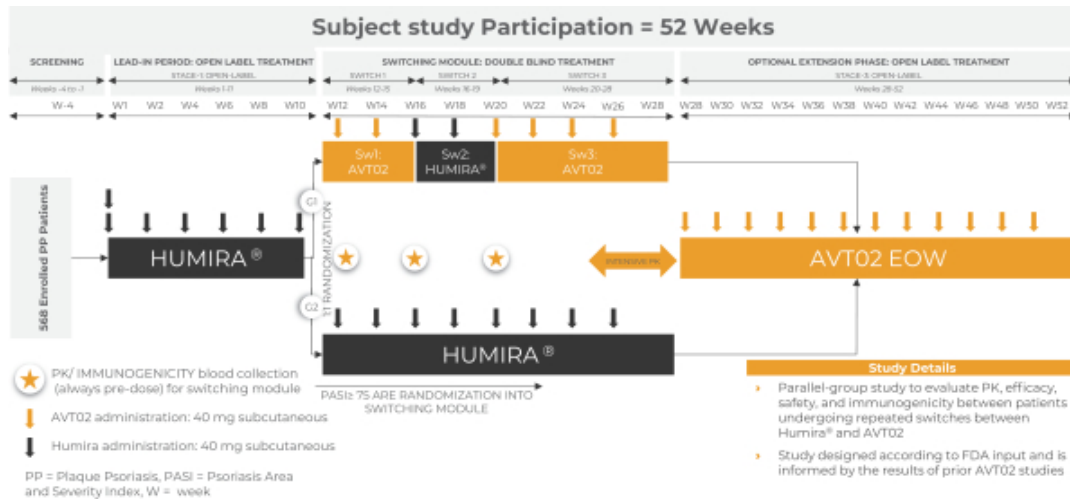 Subject study Participation = 52 Weeks
SCREENING
Weeks -4 to -1
W-4
LEAD-IN PERIOD: OPEN LABEL TREATMENT
STAGE-1: OPEN-LABEL
Weeks 1-11
W1 W2 W4 W6 W8 W10
SWITCHING MODULE: DOUBLE BLIND TREATMENT
SWITCH 1 SWITCH 2 SWITCH 3
Weeks 12-15 Weeks 16-19 Weeks 20-28
W12 W14 W16 W18 W20 W22 W24 W26 W28
OPTIONAL EXTENSION PHASE: OPEN LABEL TREATMENT
STAGE-3: OPEN-LABEL
Weeks 28-52
W28 W30 W32 W34 W36 W38 W40 W42 W44 W46 W48 W50 W52
568 Enrolled PP Patients
HUMIRA®
G1
G2
1:1 RANDOMIZATION
Sw1:
AVT02
Sw2:
HUMIRA®
Sw3:
AVT02
INTENSIVE PK
AVT02 EOW
HUMIRA®
PASI≥ 75 ARE RANDOMIZATION INTO
SWITCHING MODULE
PK/ IMMUNOGENICITY blood collection
(always pre-dose) for switching module
AVT02 administration: 40 mg subcutaneous
Humira administration: 40 mg subcutaneous
PP = Plaque Psoriasis, PASI = Psoriasis Area
and Severity Index, W = week
Study Details
› Parallel-group study to evaluate PK, efficacy,
safety, and immunogenicity between patients
undergoing repeated switches between
Humira® and AVT02
› Study designed according to FDA input and is
informed by the results of prior AVT02 studies